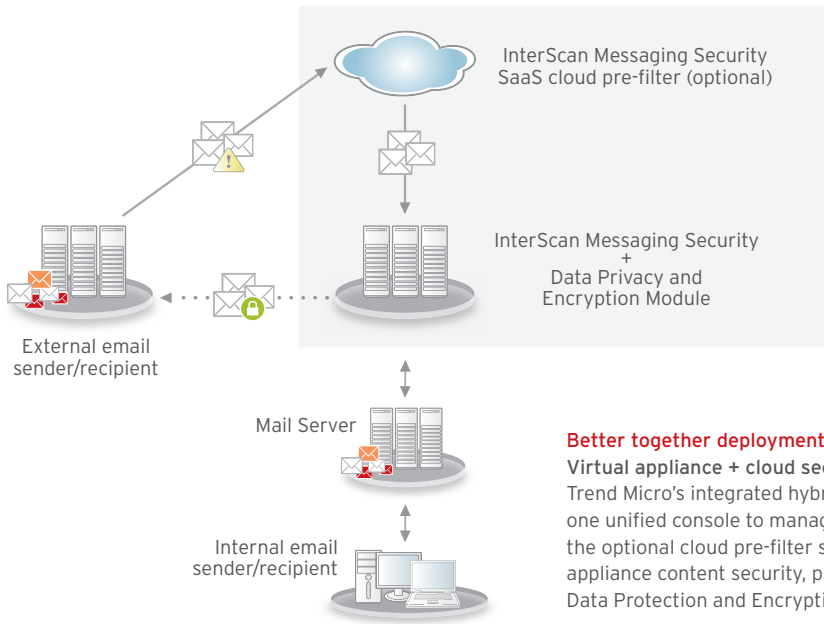 InterScan Messaging Security
SaaS cloud pre-filter (optional)
InterScan Messaging Security
+
Data Privacy and
Encryption Module
External email
sender/recipient
Mail Server
Internal email
sender/recipient
Better together deployment
Virtual appliance + cloud sec
Trend Micro's integrated hybr
one unified console to manag
the optional cloud pre-filter s
appliance content security, p
Data Protection and Encrypti